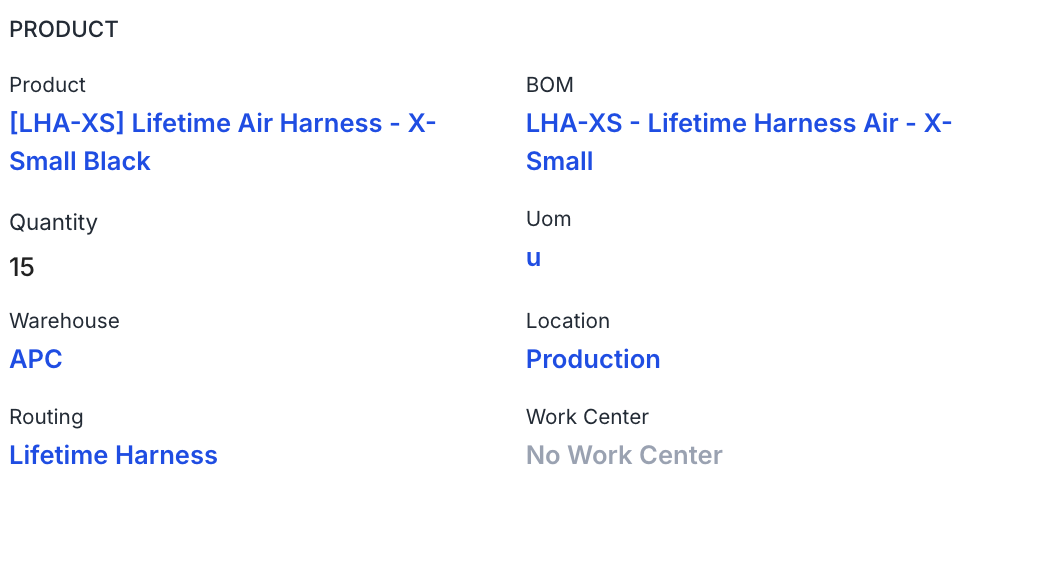 PRODUCT
Product
[LHA-XS] Lifetime Air Harness - X-
Small Black
BOM
LHA-XS - Lifetime Harness Air - X-
Small
Quantity
15
Uom
u
Warehouse
APC
Location
Production
Routing
Lifetime Harness
Work Center
No Work Center